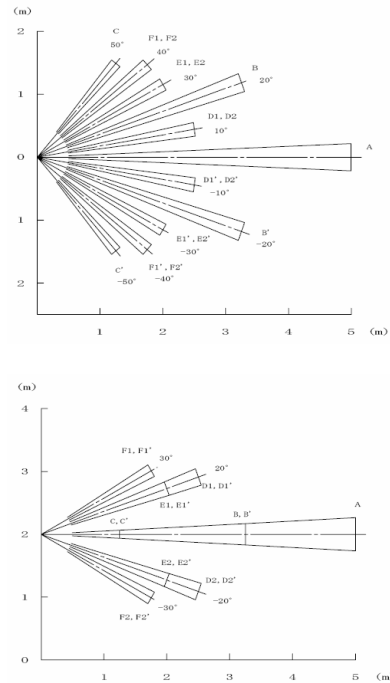 (m)
2
C
50°
F1, F2
40°
E1, E2
30°
B
20°
1
D1, D2
10°
A
0
D1′, D2′
-10°
1
E1′, E2′
-30°
B′
-20°
F1′, F2′
-40°
C′
-50°
2
1 2 3 4 5 (m)
(m)
4
F1, F1′
30°
20°
3
D1, D1′
E1, E1′
C, C′
B, B′
A
2
E2, E2′
D2, D2′
-20°
-30°
1
F2, F2′
0
1 2 3 4 5 (m